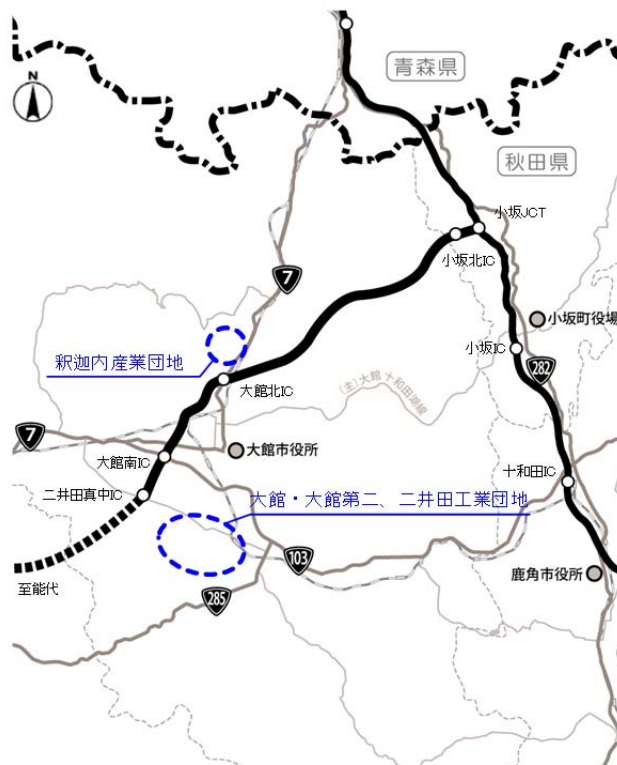 青森県
N
秋田県
小坂JCT
小坂北IC
7
小坂町役場
釈迦内産業団地
小坂IC
282
大館北IC
(主)大館十和田湖線
7
大館市役所
大館南IC
十和田IC
二井田真中IC
大館・大館第二、二井田工業団地
103
鹿角市役所
至能代
285